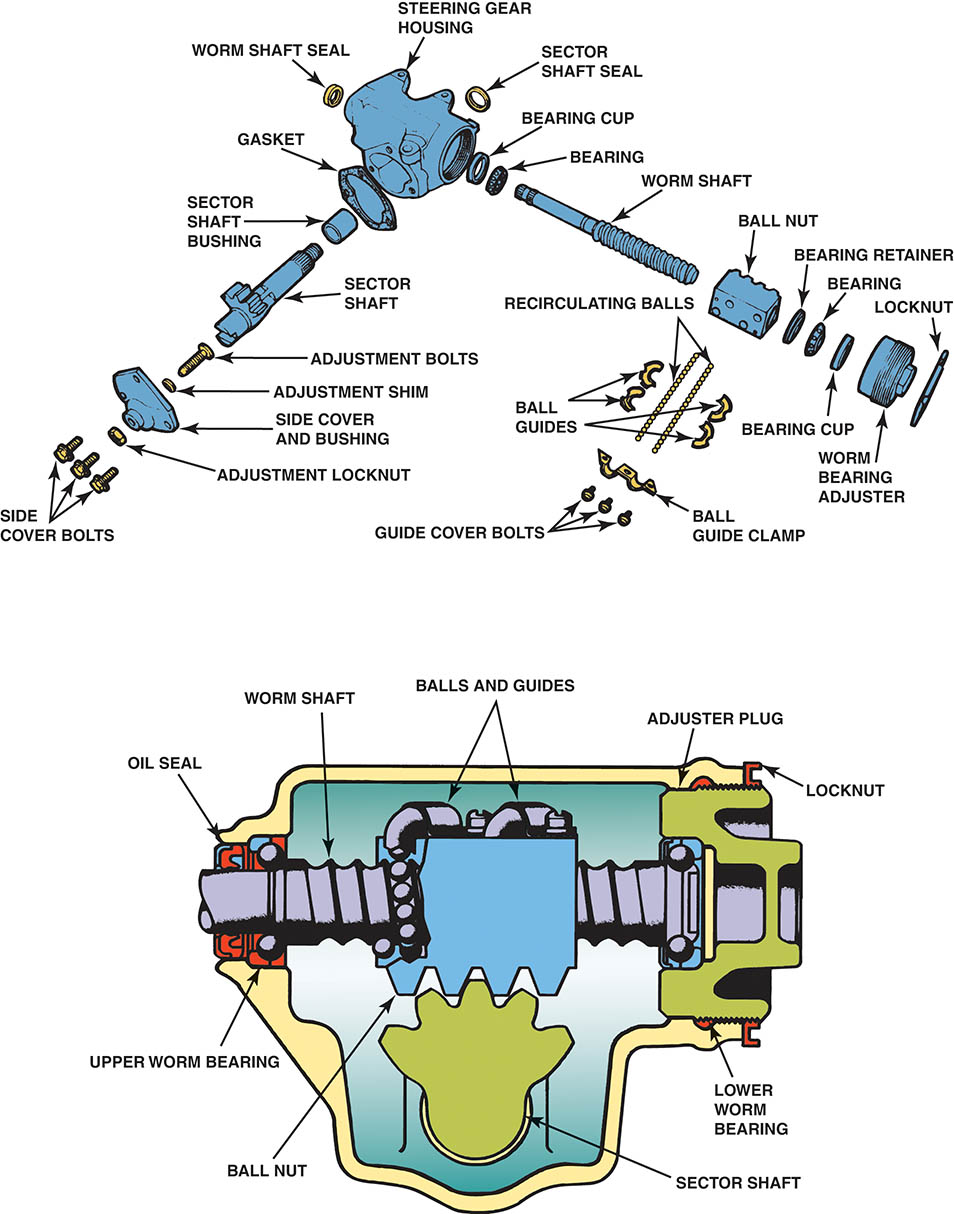 STEERING GEAR
HOUSING
WORM SHAFT SEAL
SECTOR
SHAFT SEAL
BEARING CUP
GASKET
BEARING
WORM SHAFT
SECTOR
SHAFT
BUSHING
BALL NUT
BEARING RETAINER
BEARING
LOCKNUT
SECTOR
SHAFT
RECIRCULATING BALLS
ADJUSTMENT BOLTS
ADJUSTMENT SHIM
SIDE COVER
AND BUSHING
BALL
GUIDES
BEARING CUP
ADJUSTMENT LOCKNUT
WORM
BEARING
ADJUSTER
SIDE
COVER BOLTS
GUIDE COVER BOLTS
BALL
GUIDE CLAMP
WORM SHAFT
BALLS AND GUIDES
ADJUSTER PLUG
OIL SEAL
LOCKNUT
UPPER WORM BEARING
LOWER
WORM
BEARING
BALL NUT
SECTOR SHAFT